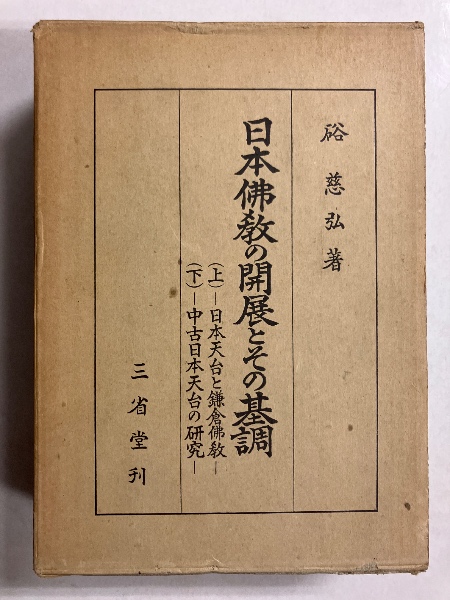 硲慈弘著
日本佛教の開展とその基調
(上)―日本天台と鎌倉佛教―
(下)―中古日本天台の研究―
三省堂刊